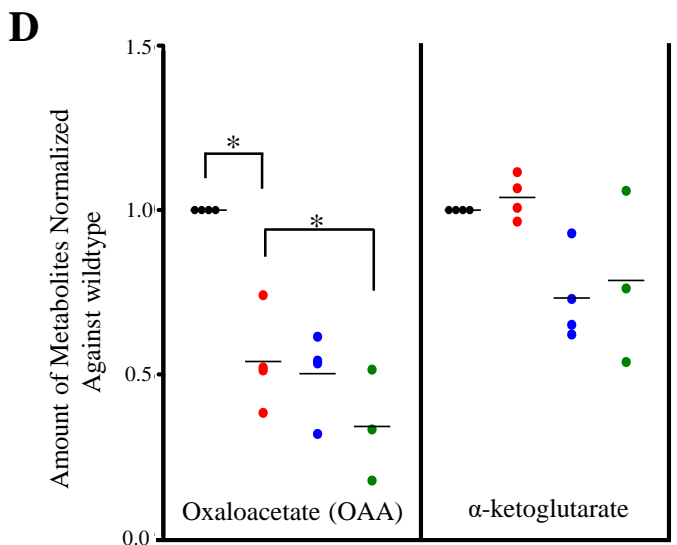 D
Amount of Metabolites Normalized
Against wildtype
1.5
1.0
0.5
0.0
*
*
Oxaloacetate (OAA)
α-ketoglutarate